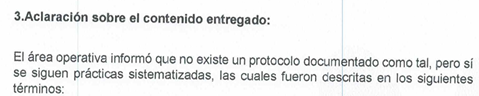 3.Aclaración sobre el contenido entregado:
El área operativa informó que no existe un protocolo documentado como tal, pero sí
se siguen prácticas sistematizadas, las cuales fueron descritas en los siguientes
términos: